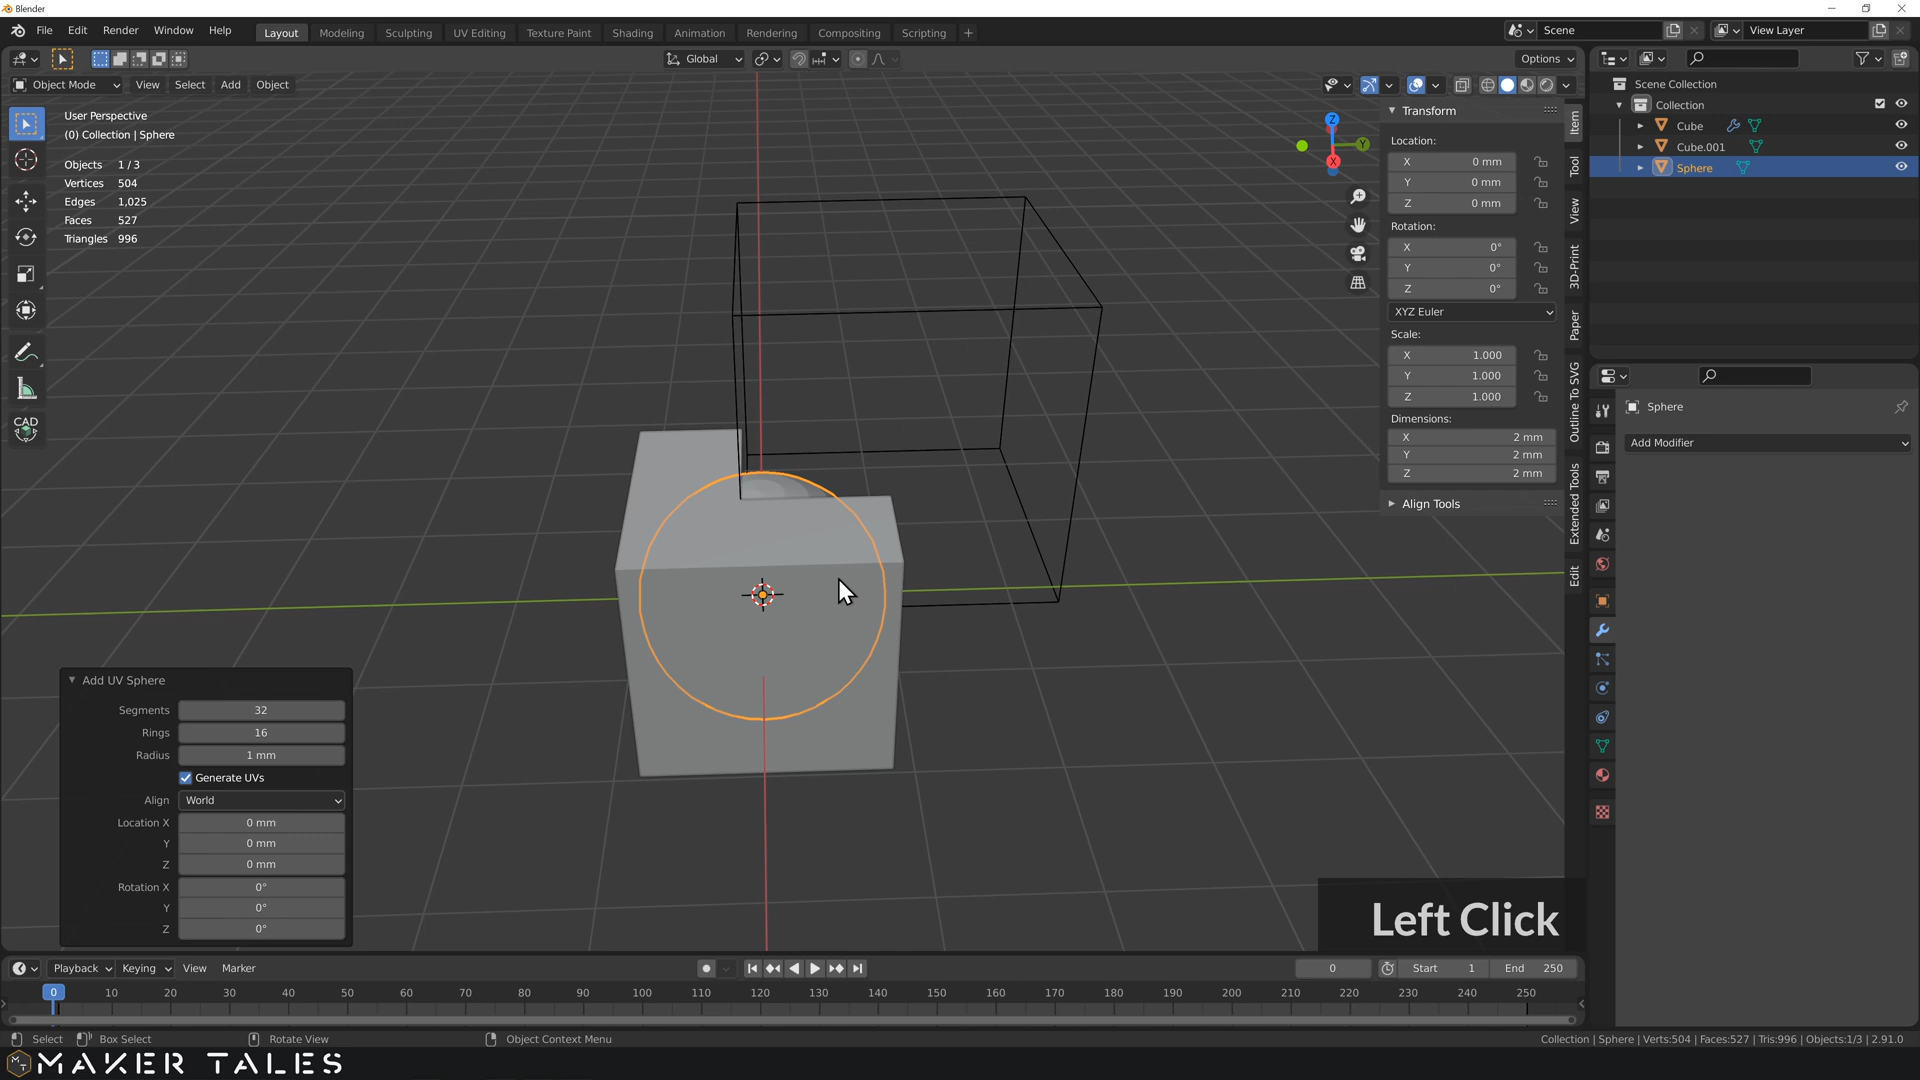 Blender
File Edit Render Window Help
Layout Modeling Sculpting UV Editing Texture Paint Shading Animation Rendering Compositing Scripting +
Scene
View Layer
Global
Options
Object Mode View Select Add Object
User Perspective
(0) Collection | Sphere
Objects 1 / 3
Vertices 504
Edges 1,025
Faces 527
Triangles 996
CAD
Z
Y
X
Transform
Location:
X 0 mm
Y 0 mm
Z 0 mm
Rotation:
X 0°
Y 0°
Z 0°
XYZ Euler
Scale:
X 1.000
Y 1.000
Z 1.000
Dimensions:
X 2 mm
Y 2 mm
Z 2 mm
Align Tools
Item
Tool
View
3D-Print
Paper
Outline To SVG
Extended Tools
Edit
Scene Collection
Collection
Cube
Cube.001
Sphere
Sphere
Add Modifier
Add UV Sphere
Segments 32
Rings 16
Radius 1 mm
Generate UVs
Align World
Location X 0 mm
Y 0 mm
Z 0 mm
Rotation X 0°
Y 0°
Z 0°
Left Click
Playback Keying View Marker
0 Start 1 End 250
0 10 20 30 40 50 60 70 80 90 100 110 120 130 140 150 160 170 180 190 200 210 220 230 240 250
Select Box Select Rotate View Object Context Menu
Collection | Sphere | Verts:504 | Faces:527 | Tris:996 | Objects:1/3 | 2.91.0
MAKER TALES